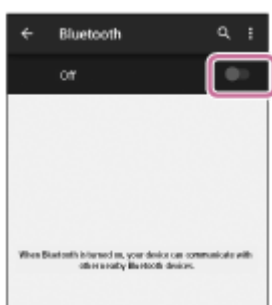 Bluetooth
Off
When Bluetooth is turned on, your device can communicate with
other nearby Bluetooth devices.